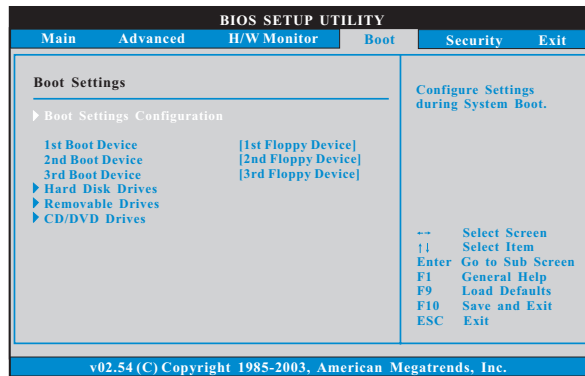 BIOS SETUP UTILITY
Main Advanced H/W Monitor Boot Security Exit
Boot Settings
Boot Settings Configuration
1st Boot Device [1st Floppy Device]
2nd Boot Device [2nd Floppy Device]
3rd Boot Device [3rd Floppy Device]
Hard Disk Drives
Removable Drives
CD/DVD Drives
Configure Settings
during System Boot.
←→ Select Screen
↑↓ Select Item
Enter Go to Sub Screen
F1 General Help
F9 Load Defaults
F10 Save and Exit
ESC Exit
v02.54 (C) Copyright 1985-2003, American Megatrends, Inc.